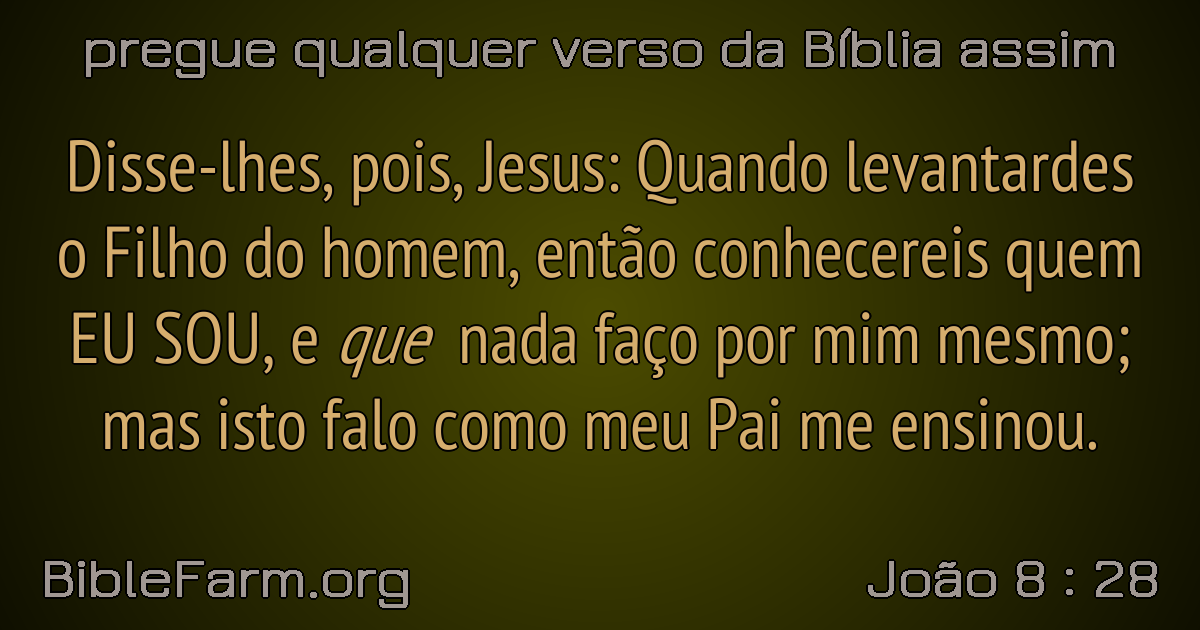 pregue qualquer verso da Bíblia assim
Disse-lhes, pois, Jesus: Quando levantardes
o Filho do homem, então conhecereis quem
EU SOU, e que nada faço por mim mesmo;
mas isto falo como meu Pai me ensinou.
BibleFarm.org
João 8 : 28